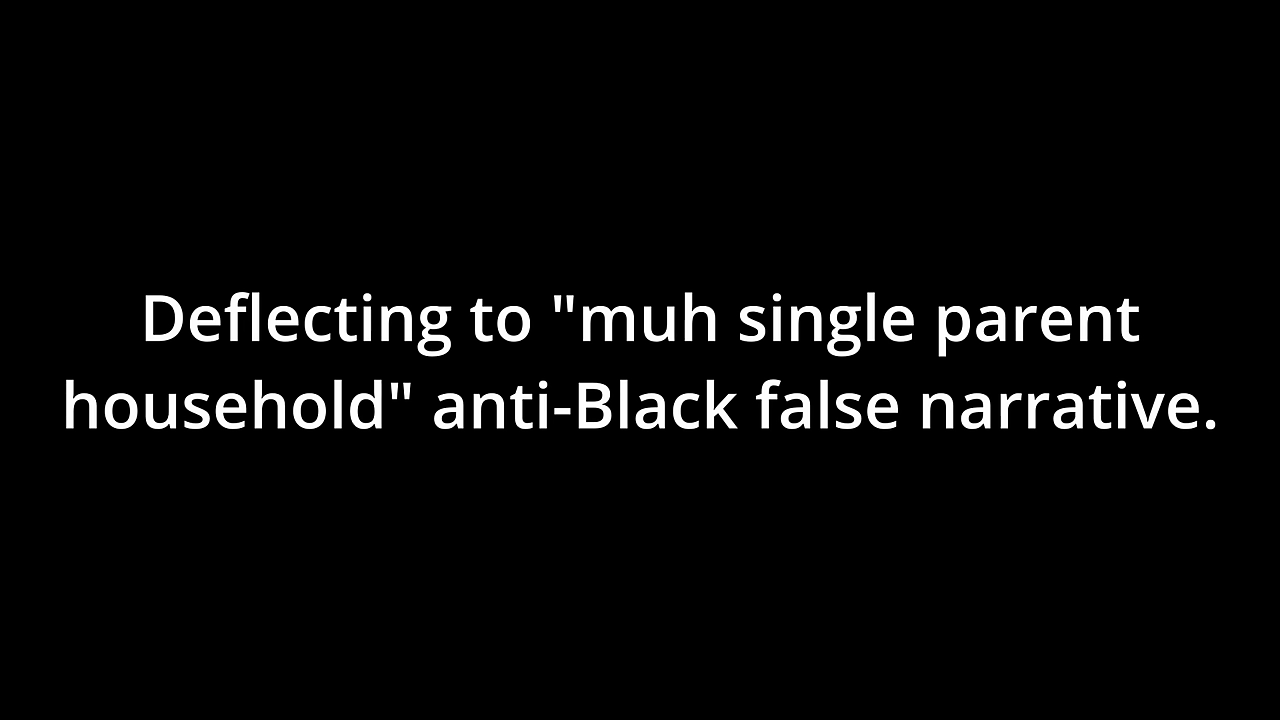 Deflecting to "muh single parent
household" anti-Black false narrative.